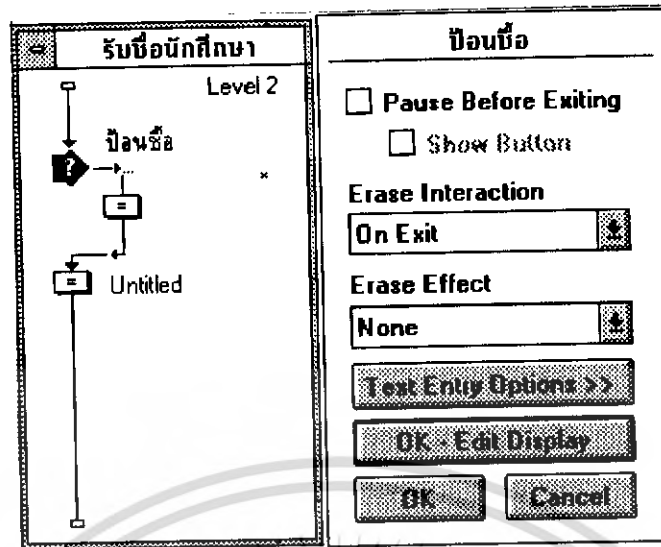 รับชื่อนักศึกษา
Level 2
ป้อนชื่อ
?
...
=
=
Untitled
ป้อนชื่อ
Pause Before Exiting
Show Button
Erase Interaction
On Exit
Erase Effect
None
Text Entry Options >>
OK - Edit Display
OK
Cancel